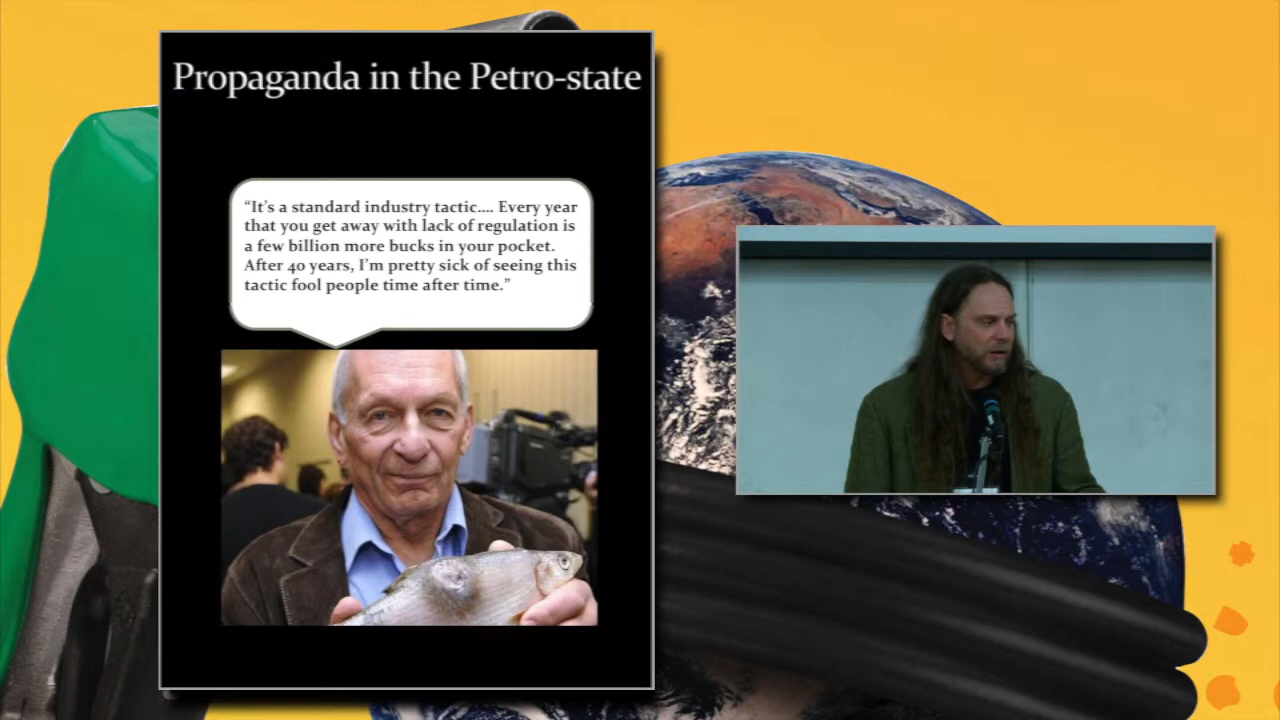 Propaganda in the Petro-state
“It’s a standard industry tactic.... Every year
that you get away with lack of regulation is
a few billion more bucks in your pocket.
After 40 years, I’m pretty sick of seeing this
tactic fool people time after time.”